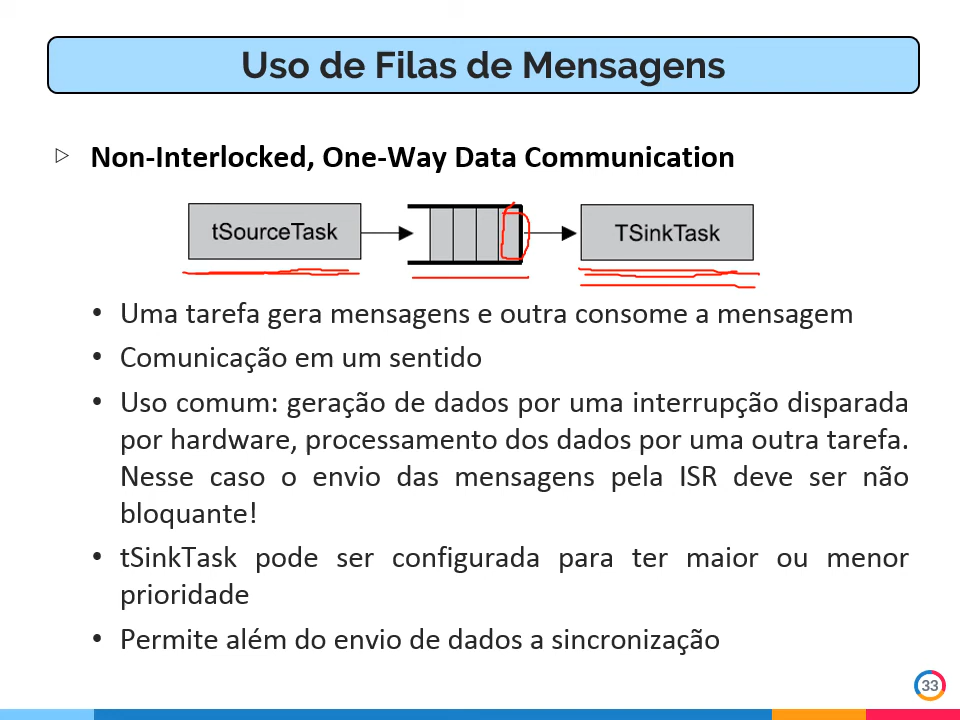 Uso de Filas de Mensagens
Non-Interlocked, One-Way Data Communication
tSourceTask
TSinkTask
• Uma tarefa gera mensagens e outra consome a mensagem
• Comunicação em um sentido
• Uso comum: geração de dados por uma interrupção disparada
por hardware, processamento dos dados por uma outra tarefa.
Nesse caso o envio das mensagens pela ISR deve ser não
bloquante!
• tSinkTask pode ser configurada para ter maior ou menor
prioridade
• Permite além do envio de dados a sincronização
33